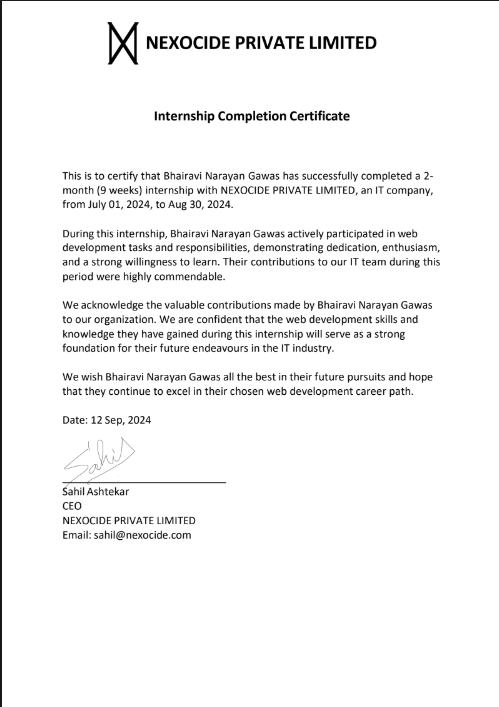 NEXOCIDE PRIVATE LIMITED
Internship Completion Certificate
This is to certify that Bhairavi Narayan Gawas has successfully completed a 2-
month (9 weeks) internship with NEXOCIDE PRIVATE LIMITED, an IT company,
from July 01, 2024, to Aug 30, 2024.
During this internship, Bhairavi Narayan Gawas actively participated in web
development tasks and responsibilities, demonstrating dedication, enthusiasm,
and a strong willingness to learn. Their contributions to our IT team during this
period were highly commendable.
We acknowledge the valuable contributions made by Bhairavi Narayan Gawas
to our organization. We are confident that the web development skills and
knowledge they have gained during this internship will serve as a strong
foundation for their future endeavours in the IT industry.
We wish Bhairavi Narayan Gawas all the best in their future pursuits and hope
that they continue to excel in their chosen web development career path.
Date: 12 Sep, 2024
Sahil
Sahil Ashtekar
CEO
NEXOCIDE PRIVATE LIMITED
Email: sahil@nexocide.com